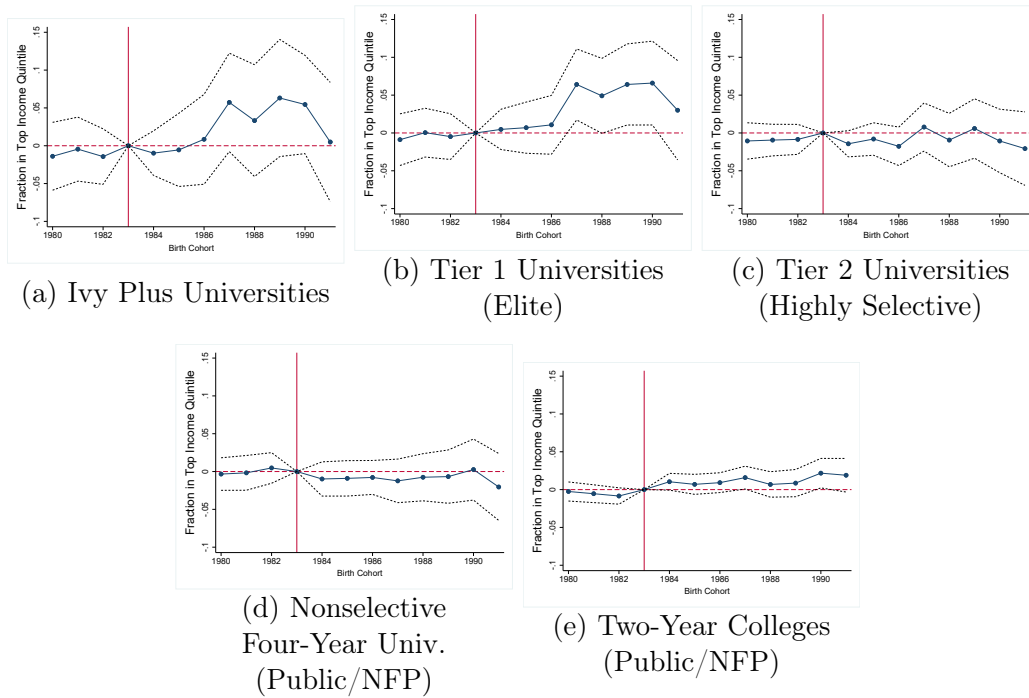 Fraction in Top Income Quintile
.15
.1
.05
0
-.05
-.1
1980 1982 1984 1986 1988 1990
Birth Cohort
(a) Ivy Plus Universities
Fraction in Top Income Quintile
.15
.1
.05
0
-.05
-.1
1980 1982 1984 1986 1988 1990
Birth Cohort
(b) Tier 1 Universities
(Elite)
Fraction in Top Income Quintile
.15
.1
.05
0
-.05
-.1
1980 1982 1984 1986 1988 1990
Birth Cohort
(c) Tier 2 Universities
(Highly Selective)
Fraction in Top Income Quintile
.15
.1
.05
0
-.05
-.1
1980 1982 1984 1986 1988 1990
Birth Cohort
(d) Nonselective
Four-Year Univ.
(Public/NFP)
Fraction in Top Income Quintile
.15
.1
.05
0
-.05
-.1
1980 1982 1984 1986 1988 1990
Birth Cohort
(e) Two-Year Colleges
(Public/NFP)